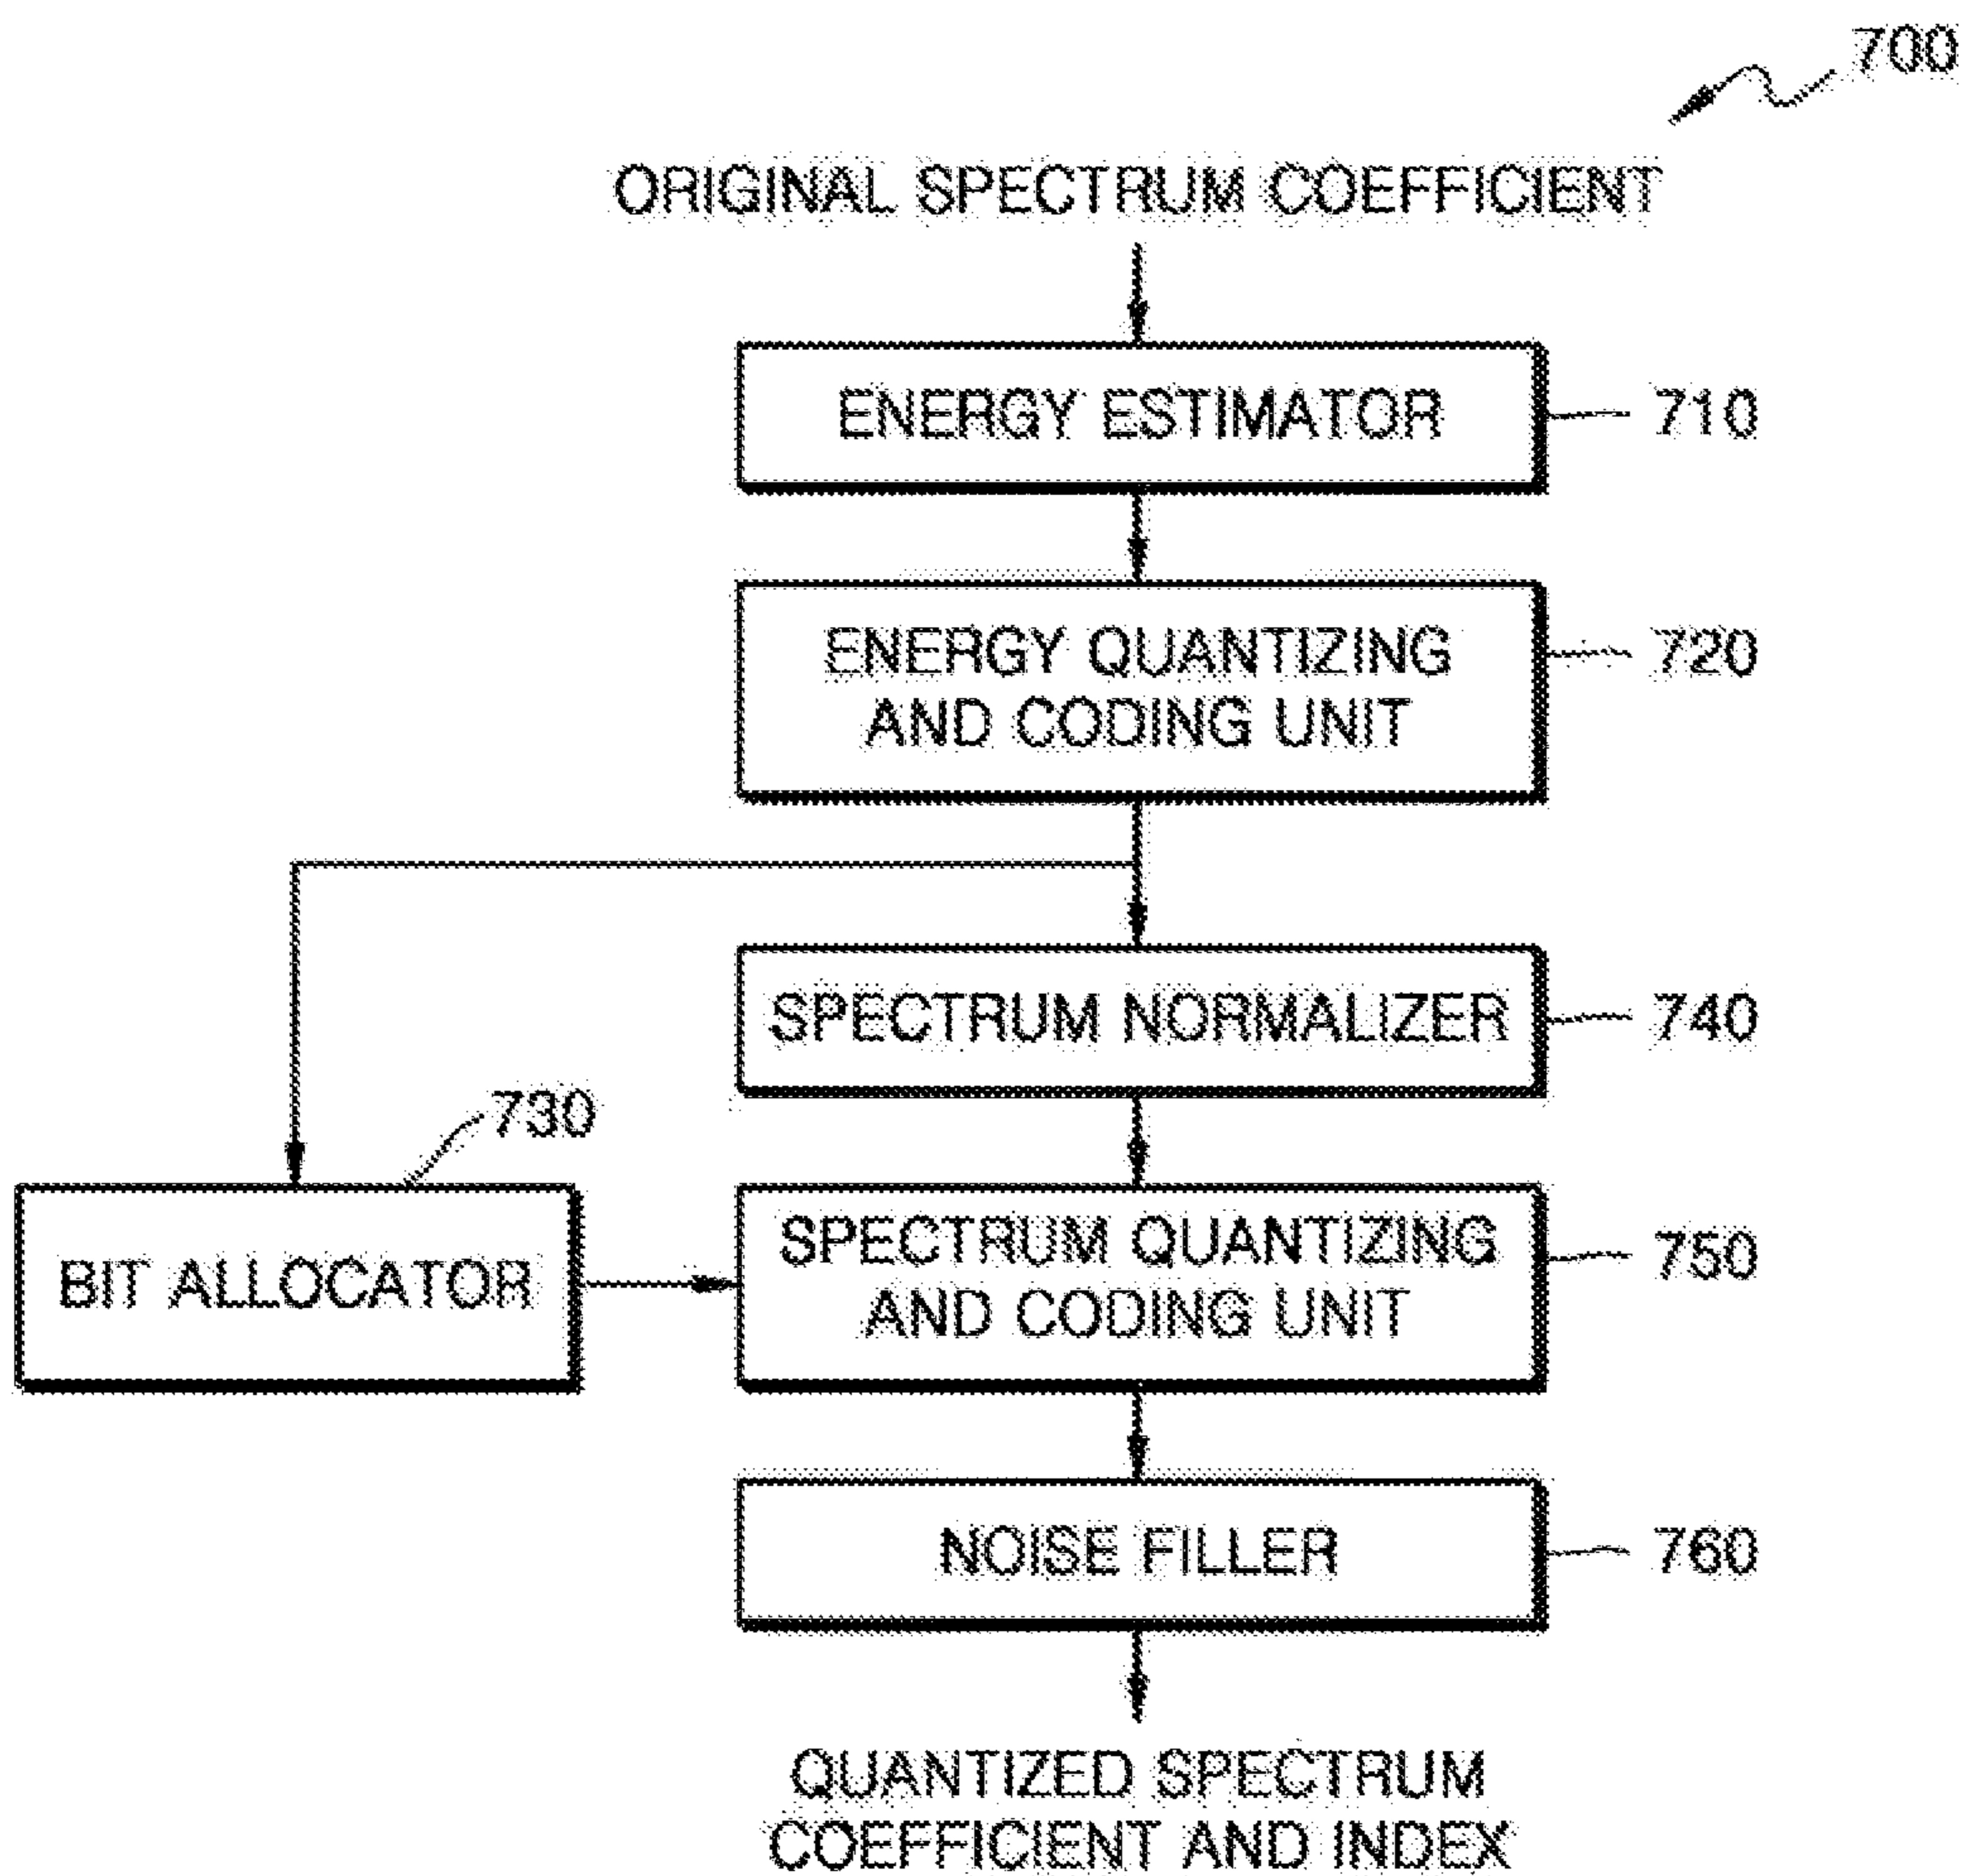 700
ORIGINAL SPECTRUM COEFFICIENT
ENERGY ESTIMATOR
710
ENERGY QUANTIZING
AND CODING UNIT
720
SPECTRUM NORMALIZER
740
730
BIT ALLOCATOR
SPECTRUM QUANTIZING
AND CODING UNIT
750
NOISE FILLER
760
QUANTIZED SPECTRUM
COEFFICIENT AND INDEX